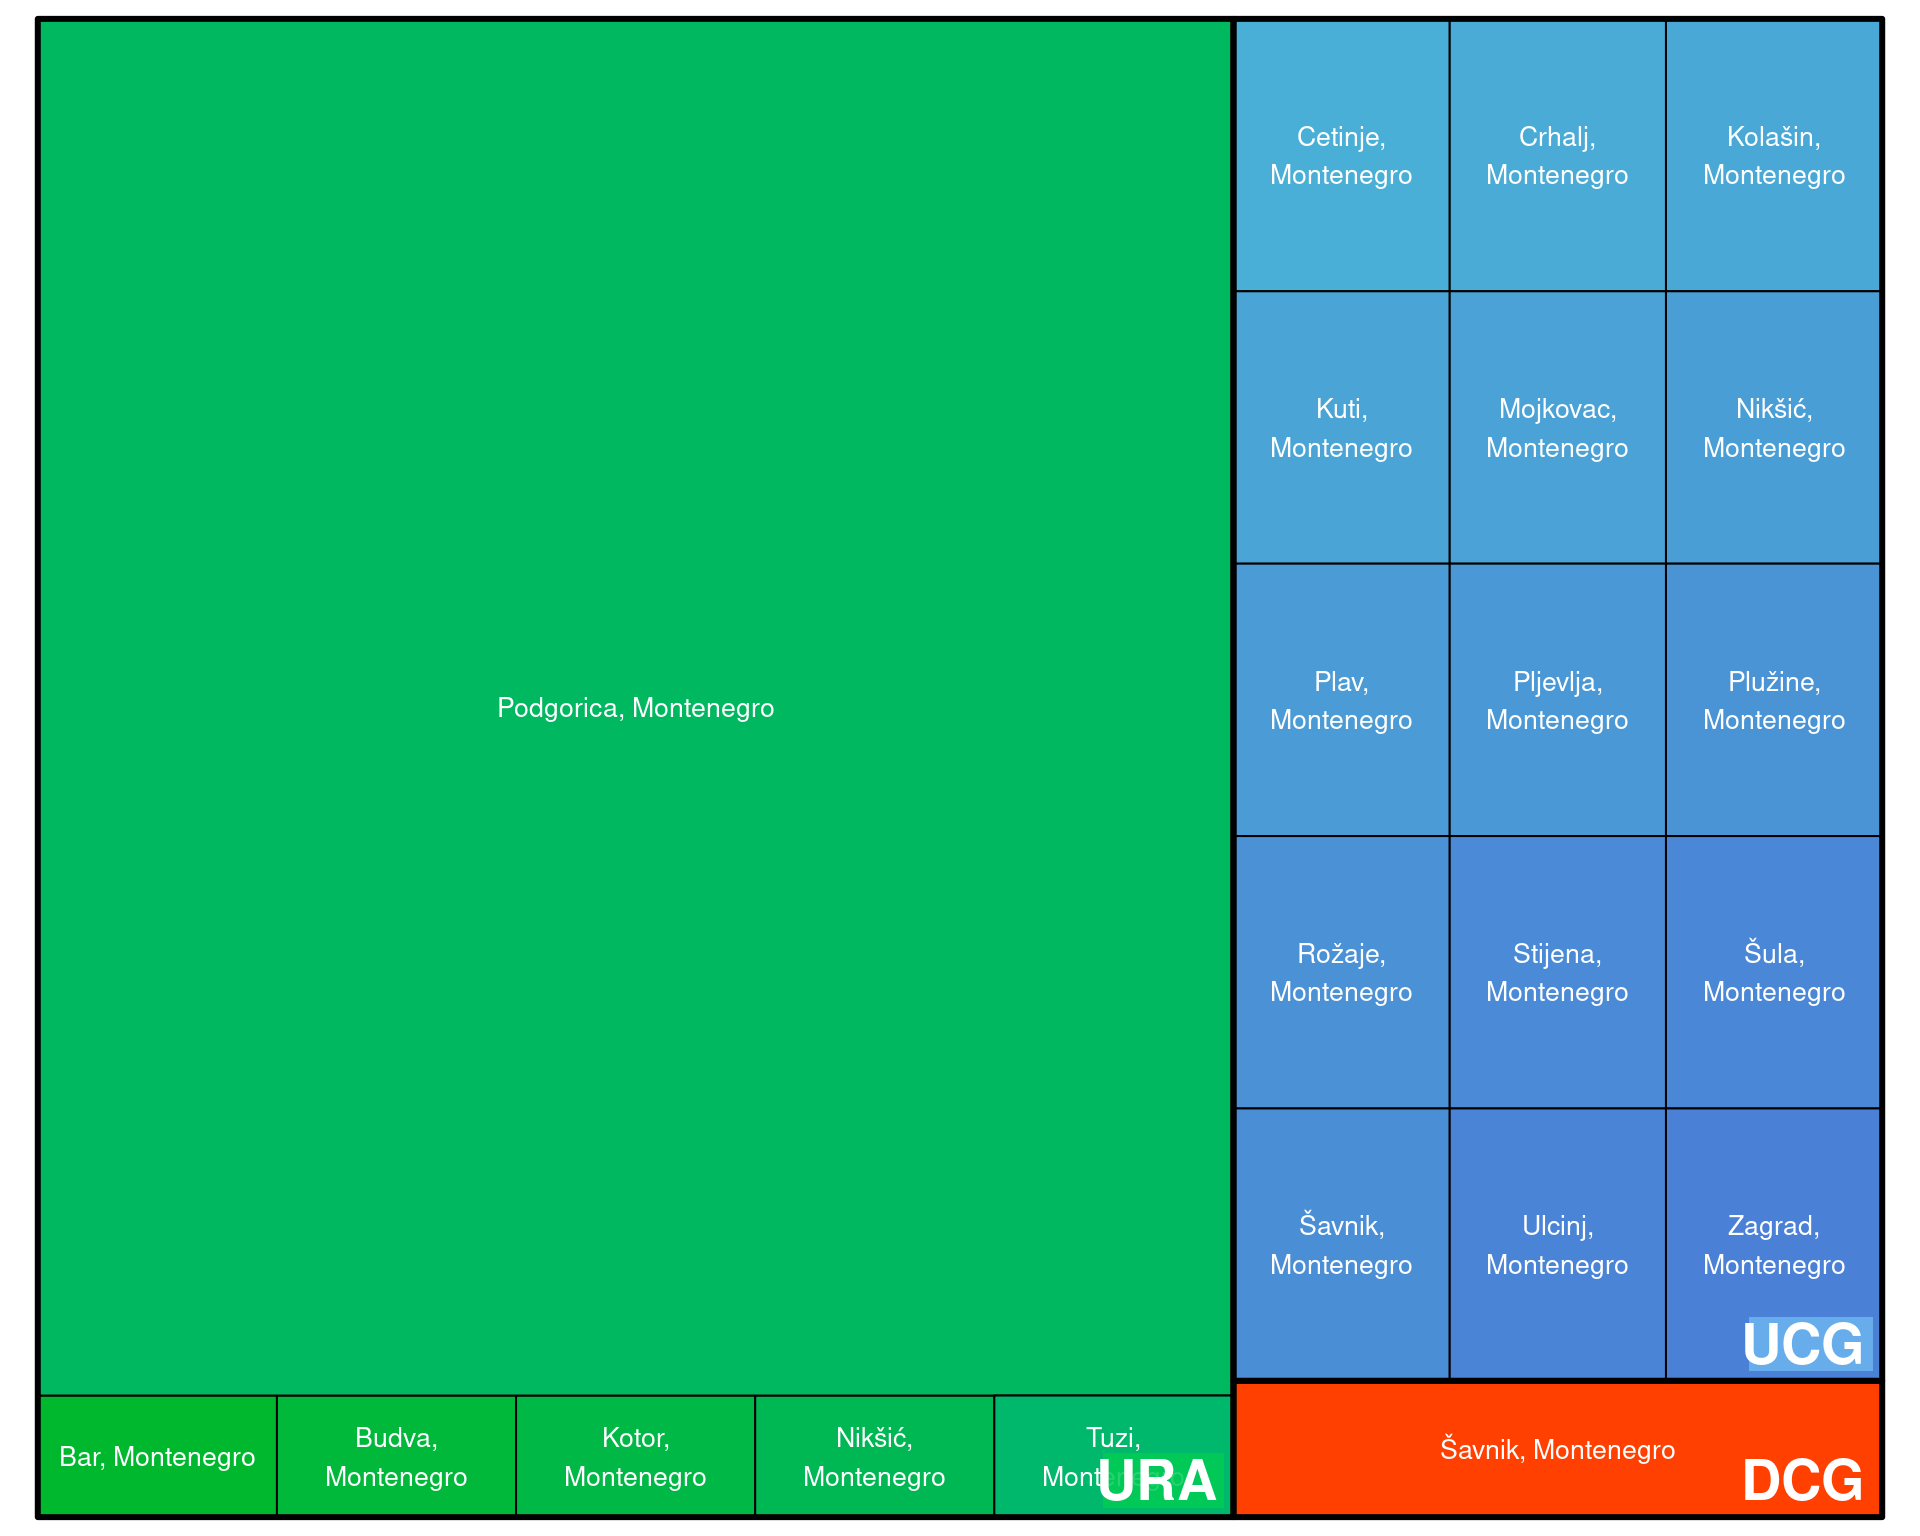 Podgorica, Montenegro
Bar, Montenegro
Budva,
Montenegro
Kotor,
Montenegro
Nikšić,
Montenegro
Tuzi,
Montenegro
URA
Cetinje,
Montenegro
Crhalj,
Montenegro
Kolašin,
Montenegro
Kuti,
Montenegro
Mojkovac,
Montenegro
Nikšić,
Montenegro
Plav,
Montenegro
Pljevlja,
Montenegro
Plužine,
Montenegro
Rožaje,
Montenegro
Stijena,
Montenegro
Šula,
Montenegro
Šavnik,
Montenegro
Ulcinj,
Montenegro
Zagrad,
Montenegro
UCG
Šavnik, Montenegro
DCG